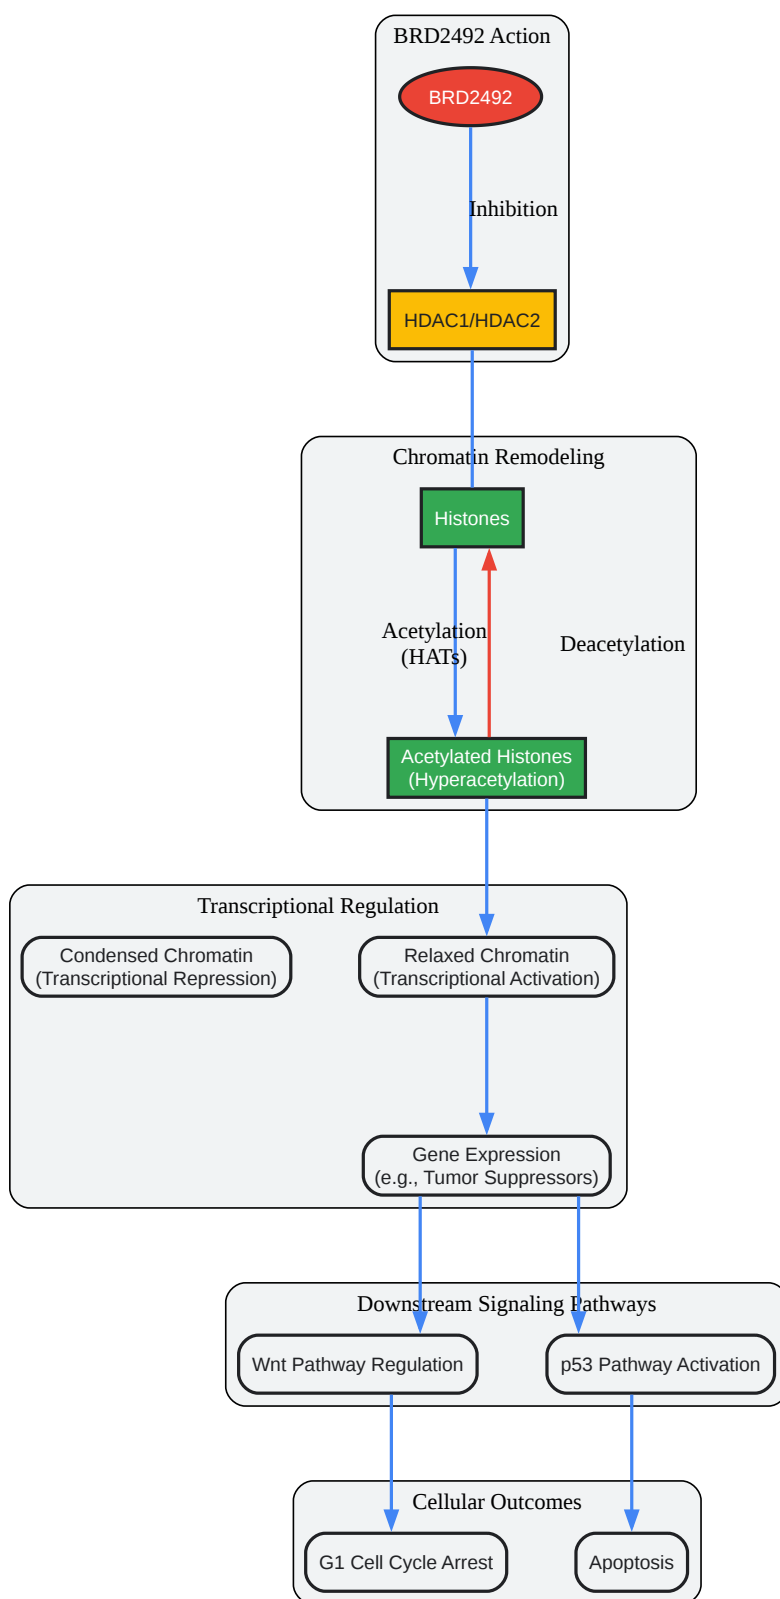 BRD2492 Action
BRD2492
Inhibition
HDAC1/HDAC2
Chromatin Remodeling
Histones
Acetylation
(HATs)
Deacetylation
Acetylated Histones
(Hyperacetylation)
Transcriptional Regulation
Condensed Chromatin
(Transcriptional Repression)
Relaxed Chromatin
(Transcriptional Activation)
Gene Expression
(e.g., Tumor Suppressors)
Downstream Signaling Pathways
Wnt Pathway Regulation
p53 Pathway Activation
Cellular Outcomes
G1 Cell Cycle Arrest
Apoptosis